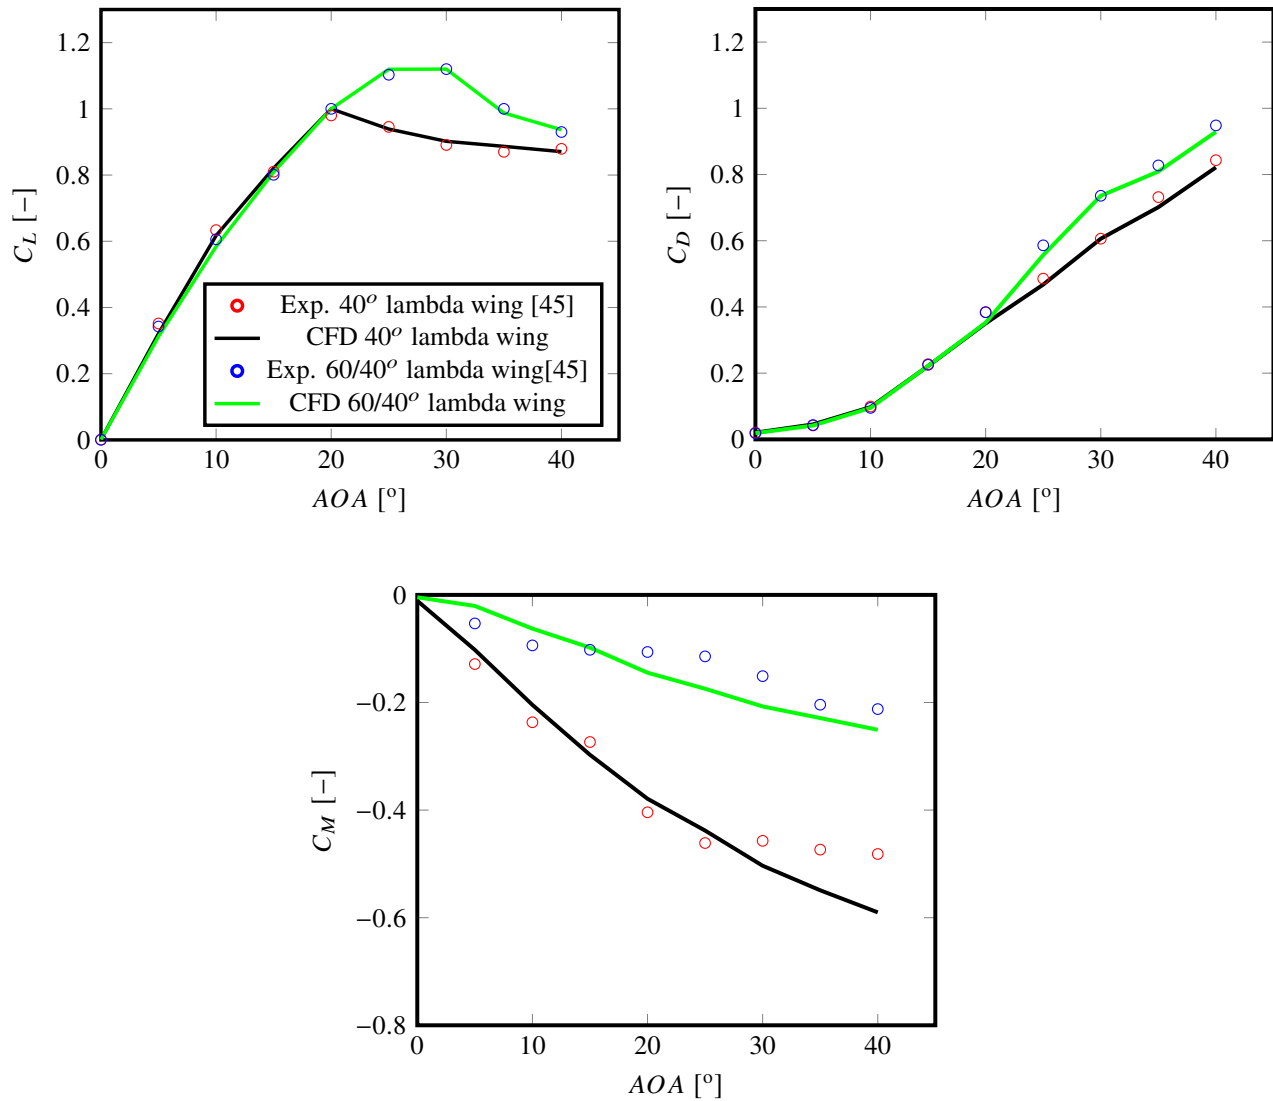 1.2
1
0.8
0.6
0.4
0.2
0
C_L [−]
0 10 20 30 40
AOA [°]
Exp. 40° lambda wing [45]
CFD 40° lambda wing
Exp. 60/40° lambda wing[45]
CFD 60/40° lambda wing
1.2
1
0.8
0.6
0.4
0.2
0
C_D [−]
0 10 20 30 40
AOA [°]
0
−0.2
−0.4
−0.6
−0.8
C_M [−]
0 10 20 30 40
AOA [°]